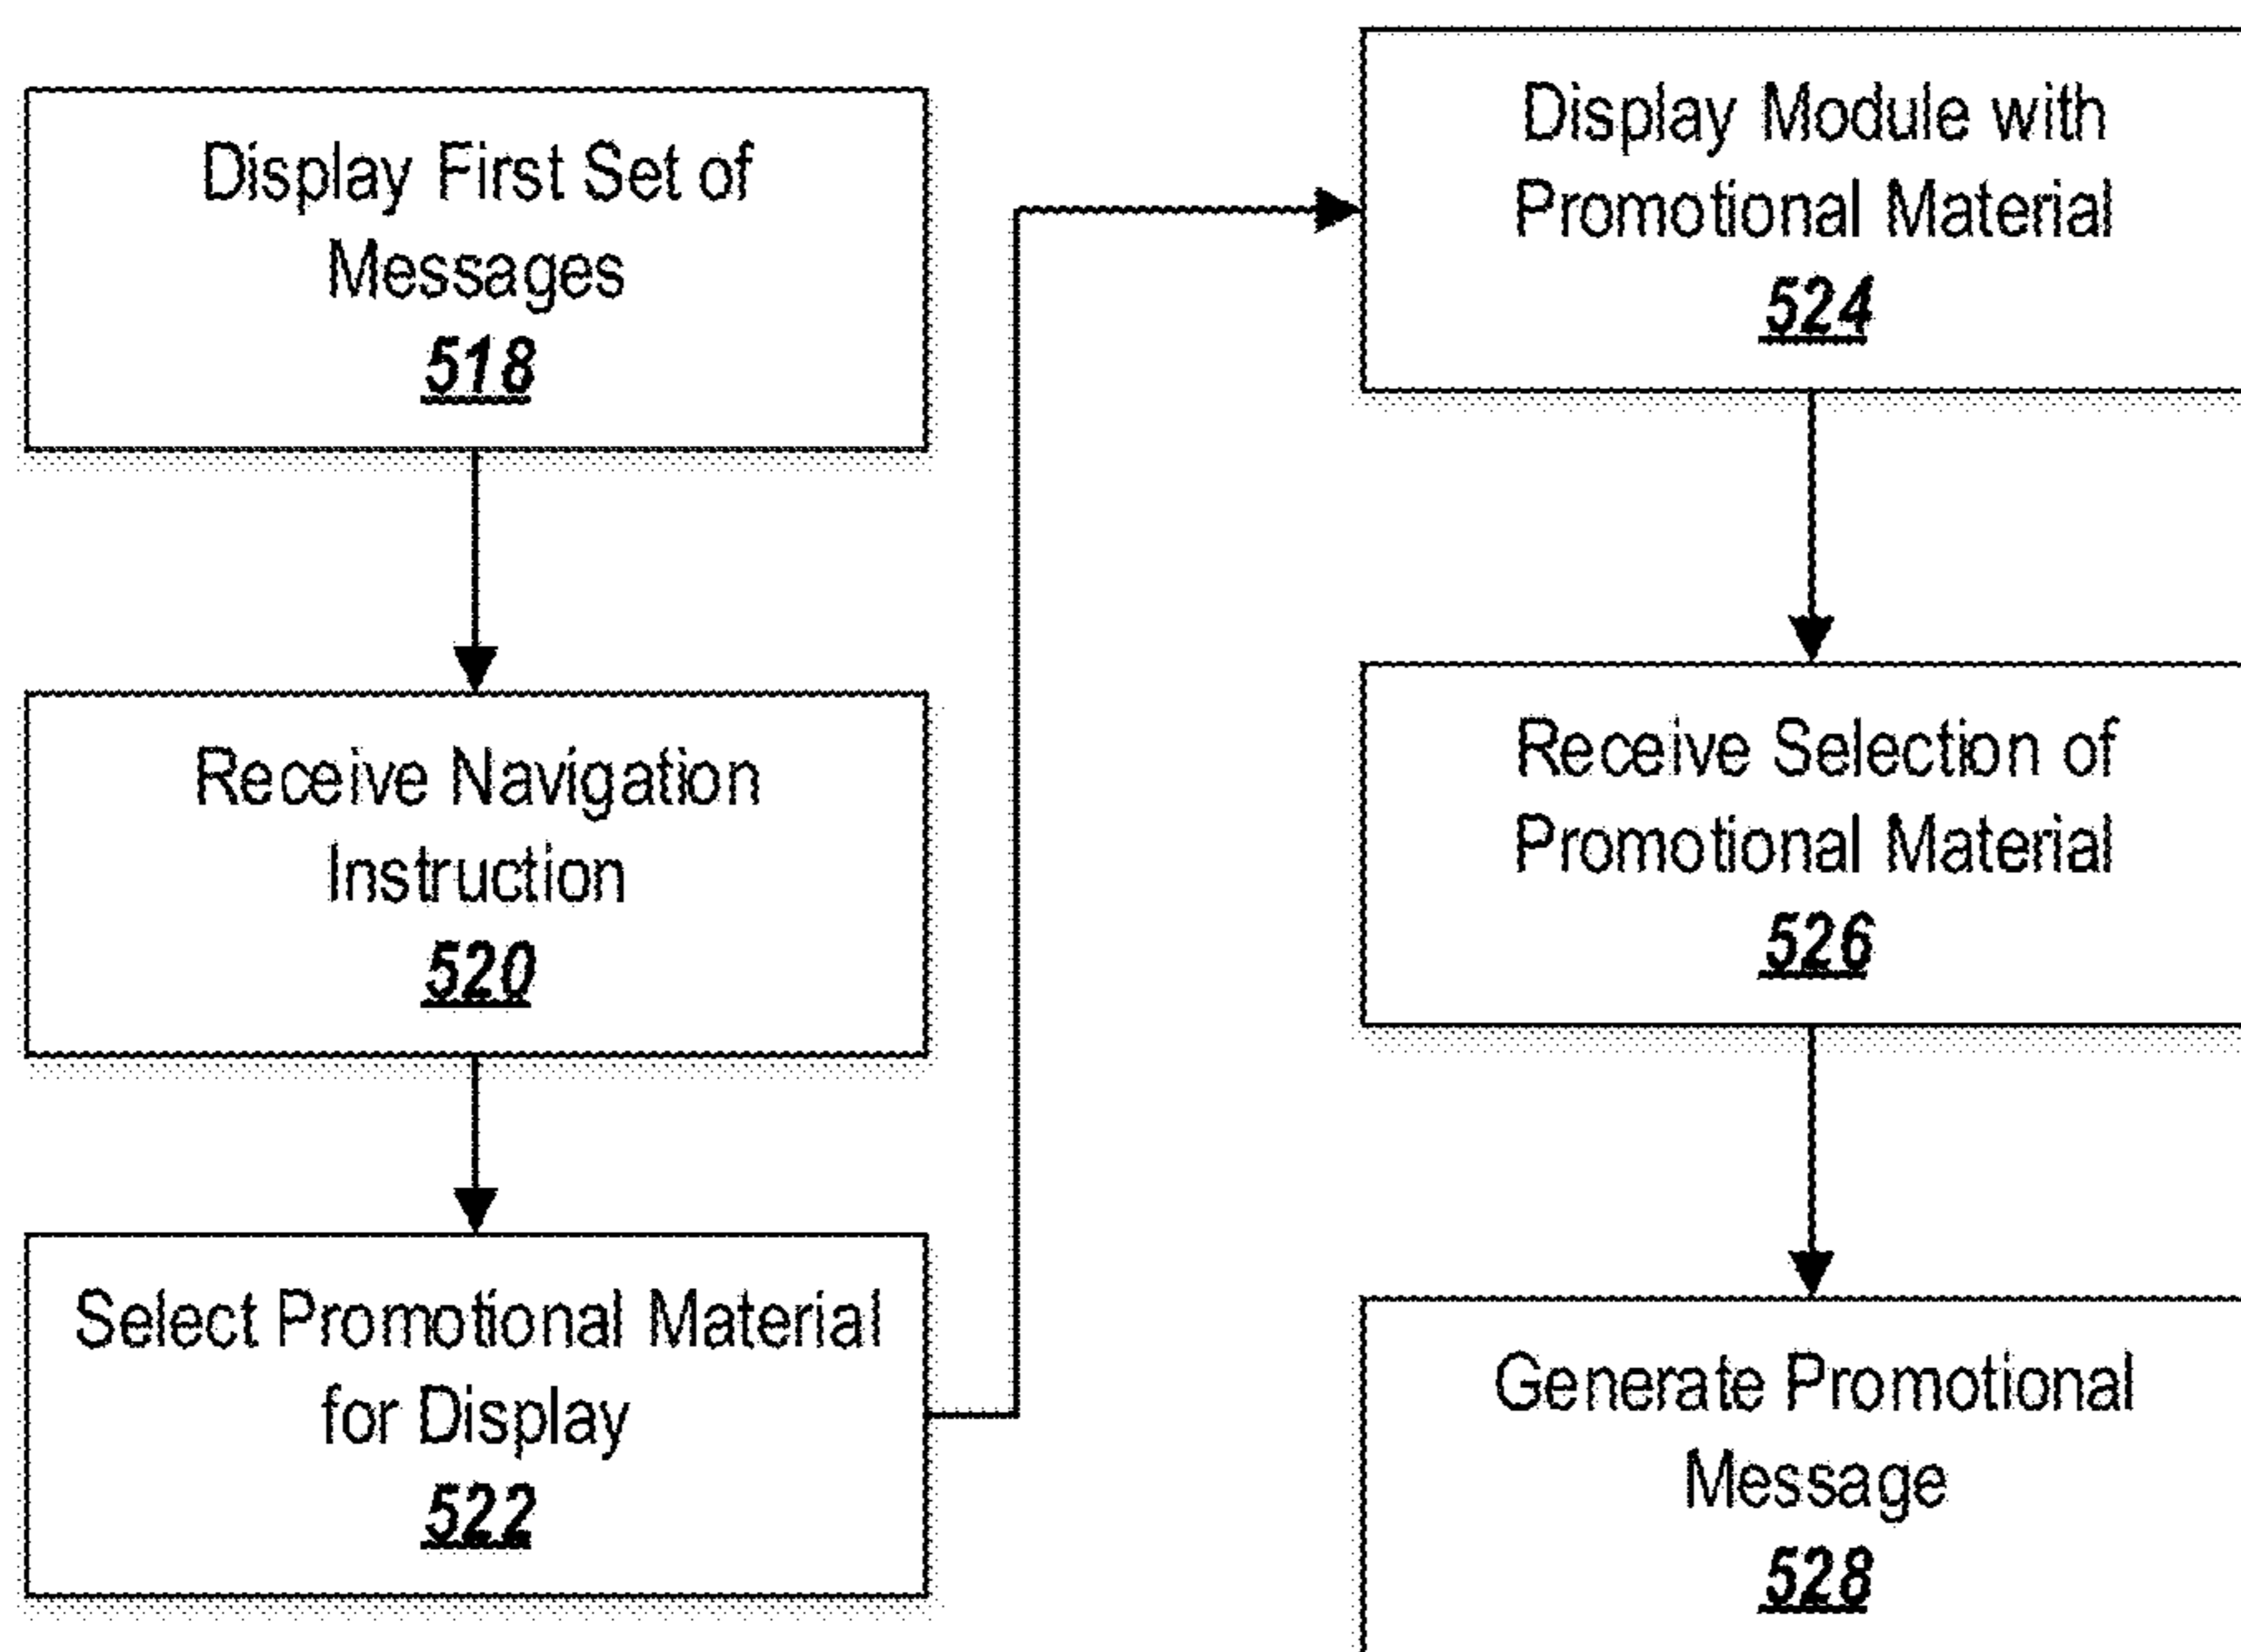 Display First Set of
Messages
518
Receive Navigation
Instruction
520
Select Promotional Material
for Display
522
Display Module with
Promotional Material
524
Receive Selection of
Promotional Material
526
Generate Promotional
Message
528